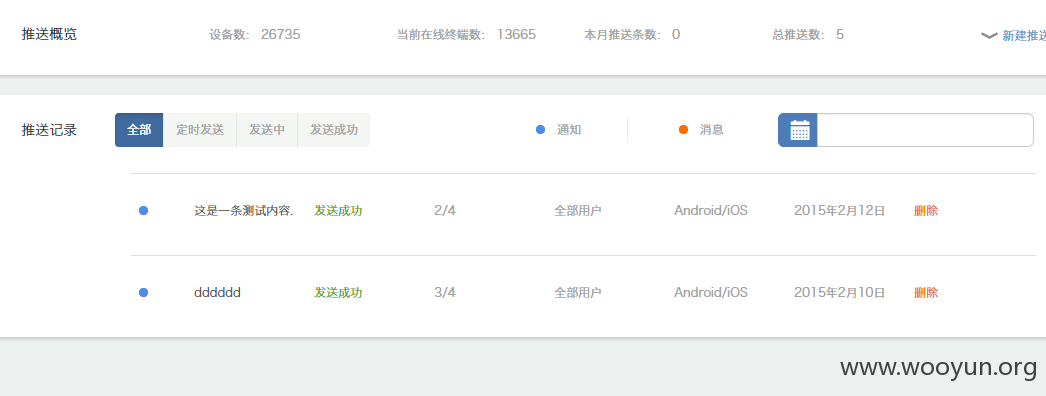 推送概览 设备数： 26735 当前在线终端数： 13665 本月推送条数： 0 总推送数： 5 新建推送
推送记录 全部 定时发送 发送中 发送成功 通知 消息
这是一条测试内容. 发送成功 2/4 全部用户 Android/iOS 2015年2月12日 删除
dddddd 发送成功 3/4 全部用户 Android/iOS 2015年2月10日 删除
www.wooyun.org